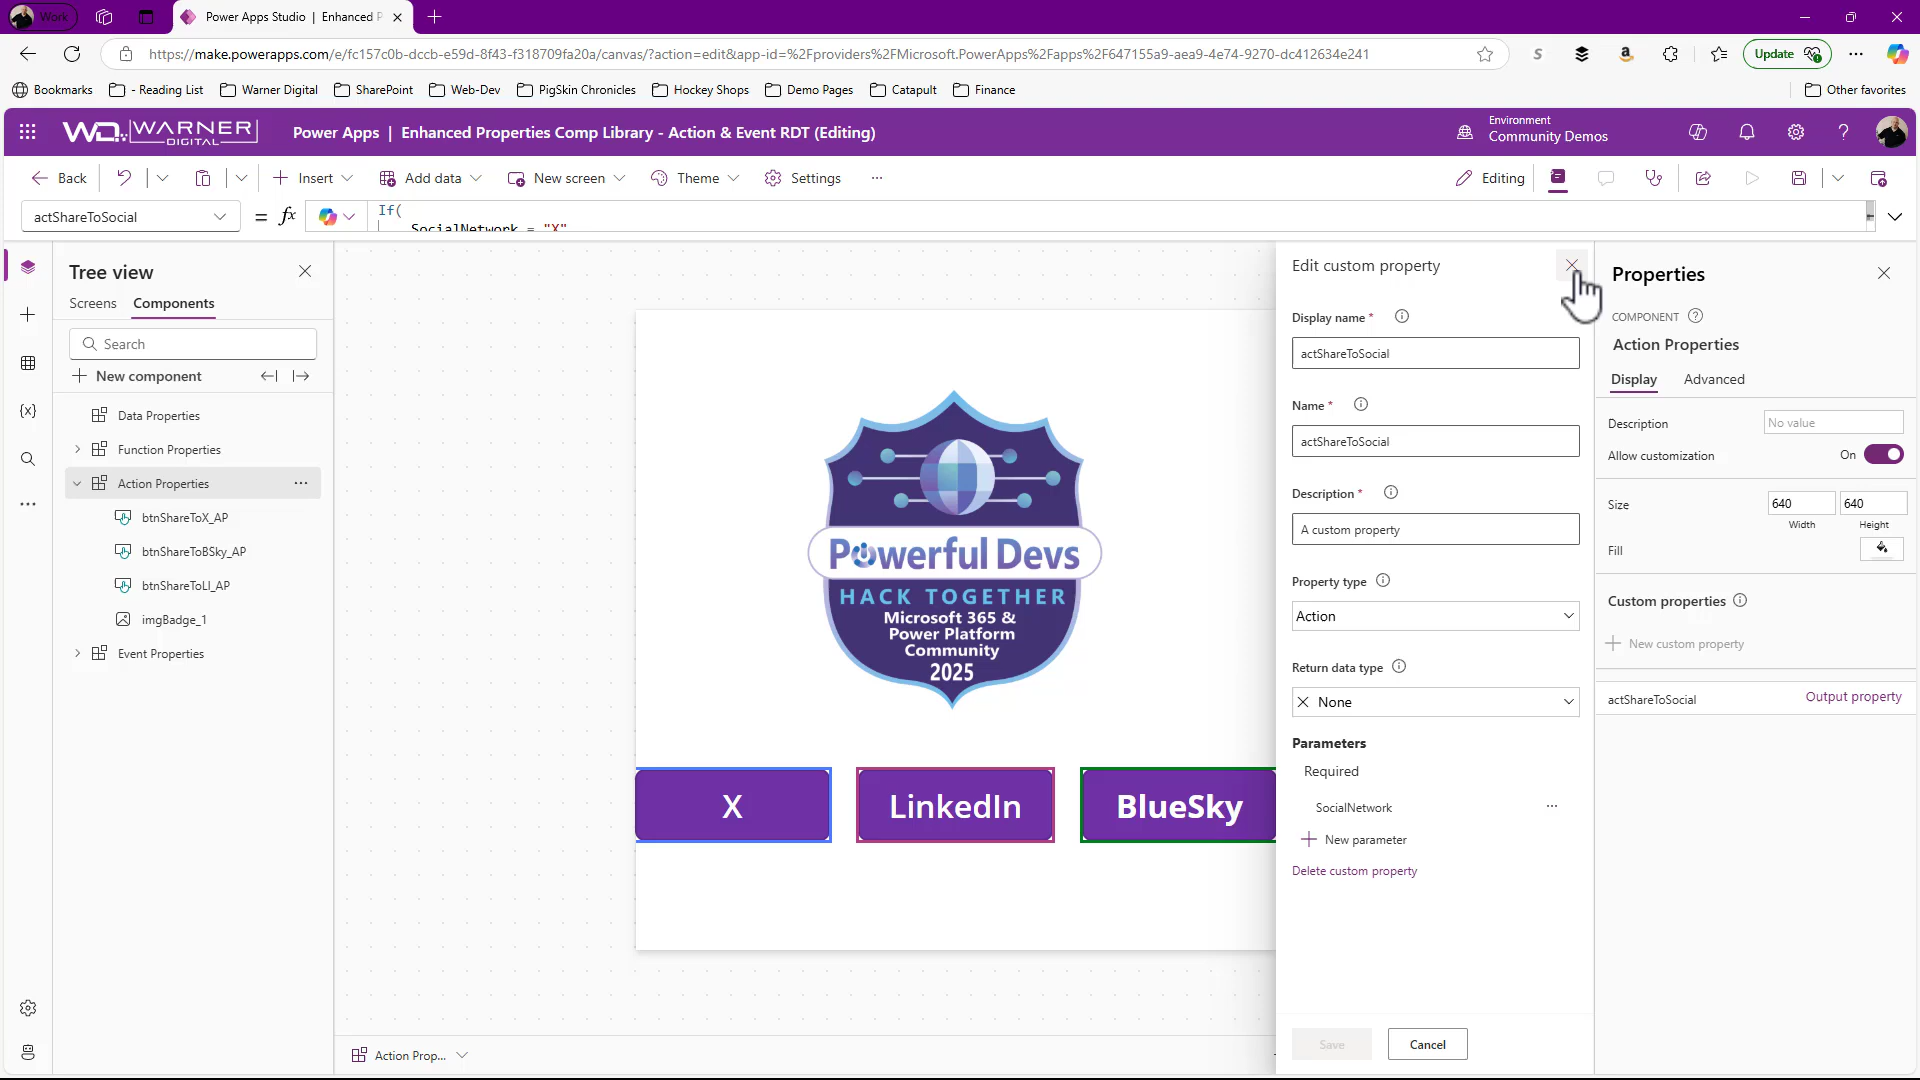 Work
Power Apps Studio | Enhanced P
https://make.powerapps.com/e/fc157c0b-dccb-e59d-8f43-f318709fa20a/canvas/?action=edit&app-id=%2Fproviders%2FMicrosoft.PowerApps%2Fapps%2F647155a9-aea9-4e74-9270-dc412634e241
Update
Bookmarks
- Reading List
Warner Digital
SharePoint
Web-Dev
PigSkin Chronicles
Hockey Shops
Demo Pages
Catapult
Finance
Other favorites
WD WARNER DIGITAL
Power Apps | Enhanced Properties Comp Library - Action & Event RDT (Editing)
Environment
Community Demos
Back
Insert
Add data
New screen
Theme
Settings
Editing
actShareToSocial
= fx
If(
SocialNetwork = "X"
Tree view
Screens
Components
Search
New component
Data Properties
Function Properties
Action Properties
btnShareToX_AP
btnShareToBSky_AP
btnShareToLI_AP
imgBadge_1
Event Properties
Powerful Devs
HACK TOGETHER
Microsoft 365 &
Power Platform
Community
2025
X
LinkedIn
BlueSky
Action Prop...
Edit custom property
Display name *
actShareToSocial
Name *
actShareToSocial
Description *
A custom property
Property type
Action
Return data type
None
Parameters
Required
SocialNetwork
New parameter
Delete custom property
Save
Cancel
Properties
COMPONENT
Action Properties
Display
Advanced
Description
No value
Allow customization
On
Size
640
640
Width
Height
Fill
Custom properties
New custom property
actShareToSocial
Output property